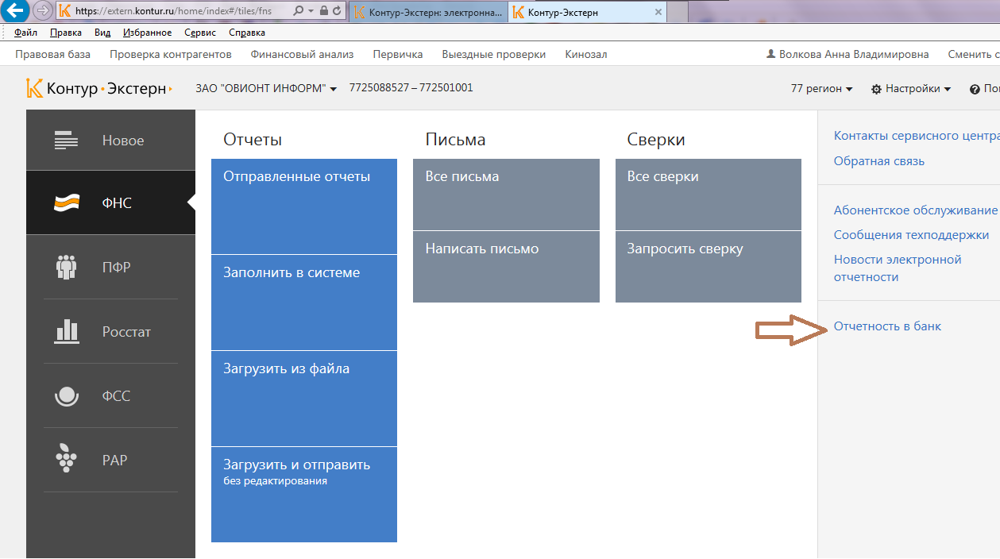 https://extern.kontur.ru/home/index#/tiles/fns
Контур-Экстерн: электронна...
Контур-Экстерн
Файл Правка Вид Избранное Сервис Справка
Правовая база Проверка контрагентов Финансовый анализ Первичка Выездные проверки Кинозал Волкова Анна Владимировна Сменить с
Контур·Экстерн ЗАО "ОВИОНТ ИНФОРМ" 7725088527 – 772501001 77 регион Настройки
Новое
ФНС
ПФР
Росстат
ФСС
РАР
Отчеты
Отправленные отчеты
Заполнить в системе
Загрузить из файла
Загрузить и отправить
без редактирования
Письма
Все письма
Написать письмо
Сверки
Все сверки
Запросить сверку
Контакты сервисного центра
Обратная связь
Абонентское обслуживание
Сообщения техподдержки
Новости электронной
отчетности
Отчетность в банк